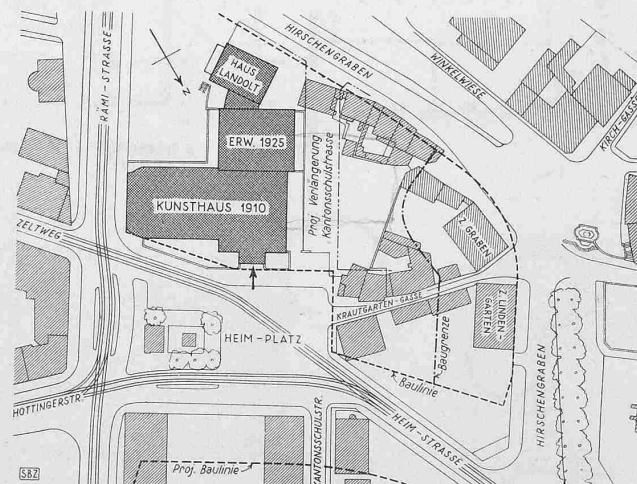 HIRSCHENGRABEN
WINKELWIESE
KIRCH-GASSE
RÄMI-STRASSE
N
HAUS
LANDOLT
ERW. 1925
Proj. Verlängerung
Kantonsschulstrasse
KUNSTHAUS 1910
ZELTWEG
Z. GRABEN
KRAUTGARTEN-GASSE
Z. LINDEN-
GARTEN
HEIM-PLATZ
Baugrenze
Baulinie
HIRSCHENGRABEN
HOTTINGERSTR.
KANTONSSCHULSTR.
HEIM-STRASSE
Proj. Baulinie
SBZ